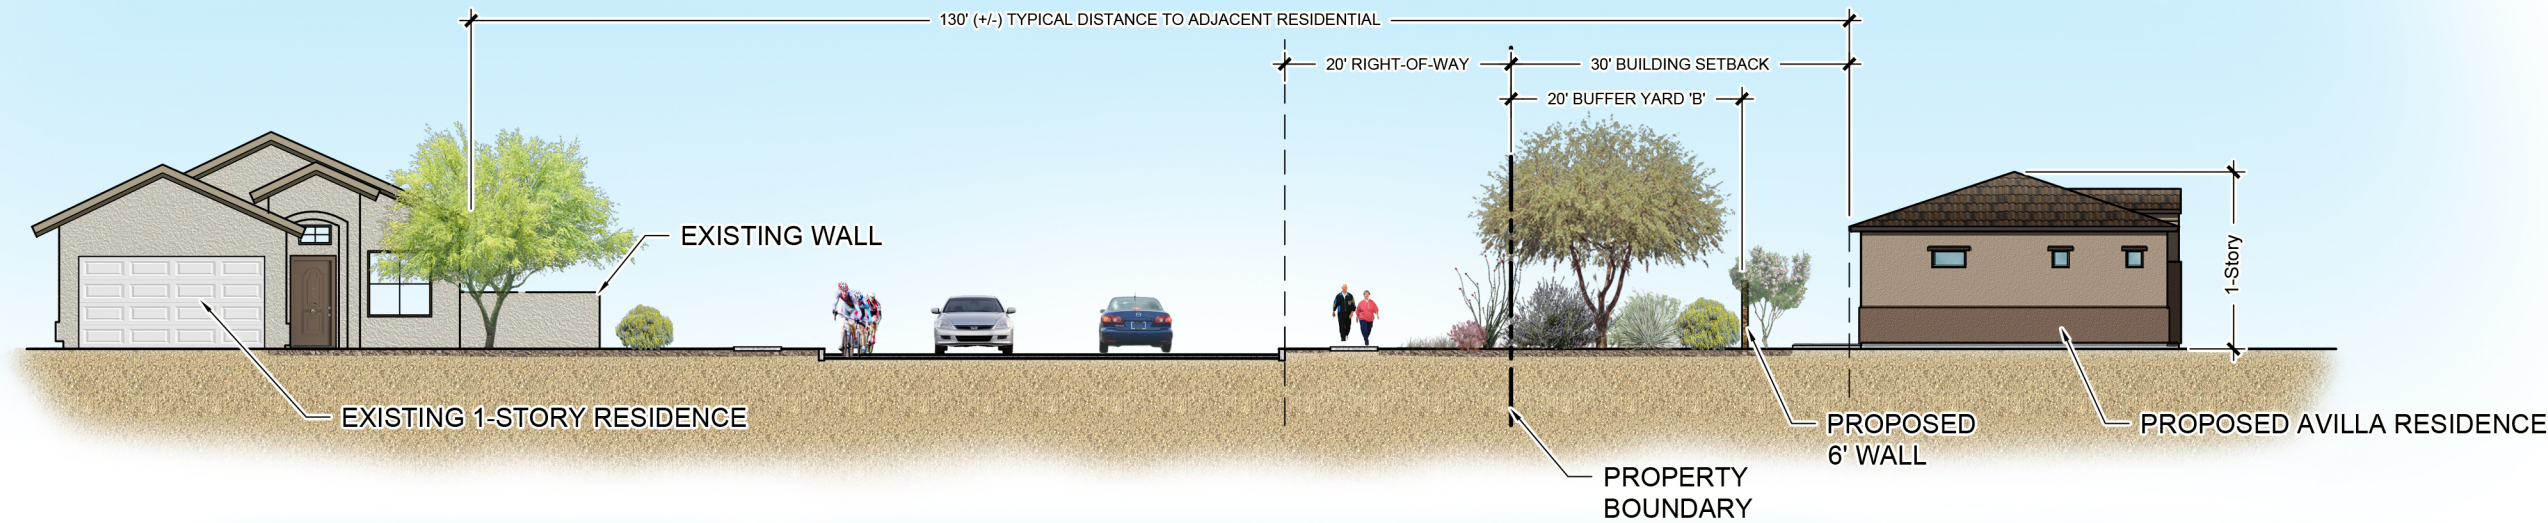 130' (+/-) TYPICAL DISTANCE TO ADJACENT RESIDENTIAL
20' RIGHT-OF-WAY
30' BUILDING SETBACK
20' BUFFER YARD 'B'
EXISTING WALL
1-Story
EXISTING 1-STORY RESIDENCE
PROPOSED
6' WALL
PROPOSED AVILLA RESIDENCE
PROPERTY
BOUNDARY